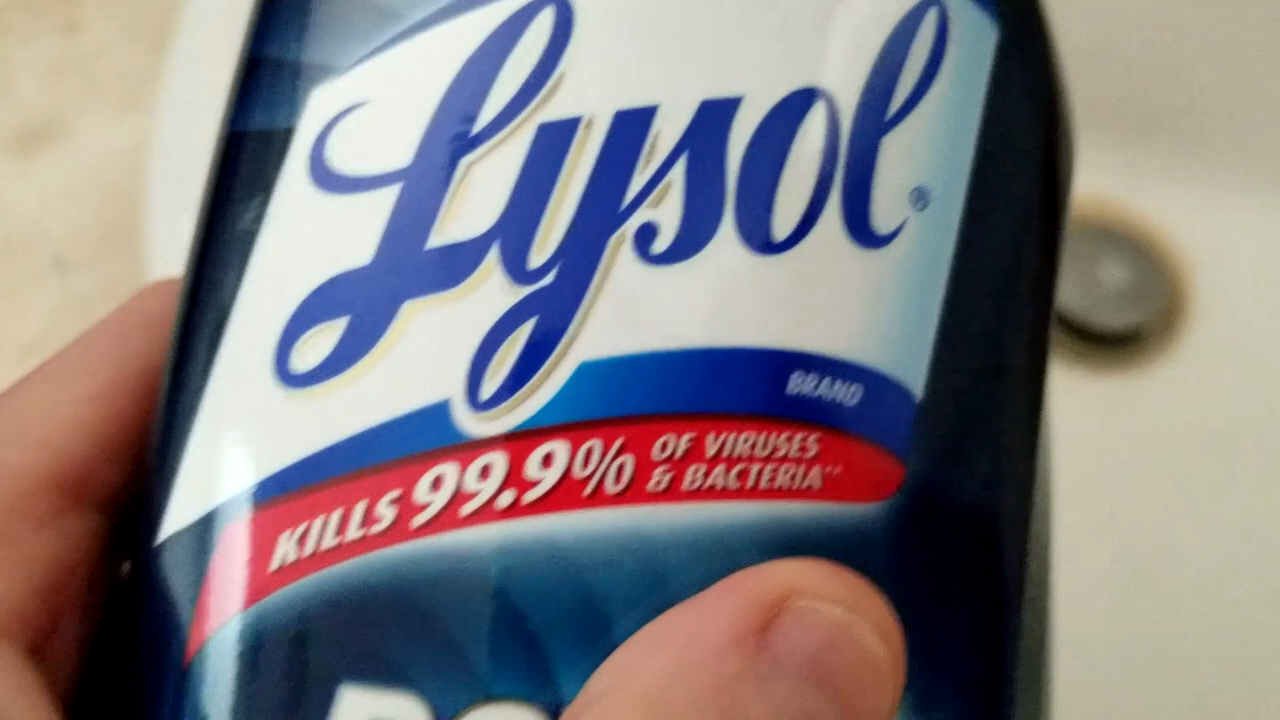 Lysol®
BRAND
KILLS 99.9% OF VIRUSES
& BACTERIA**